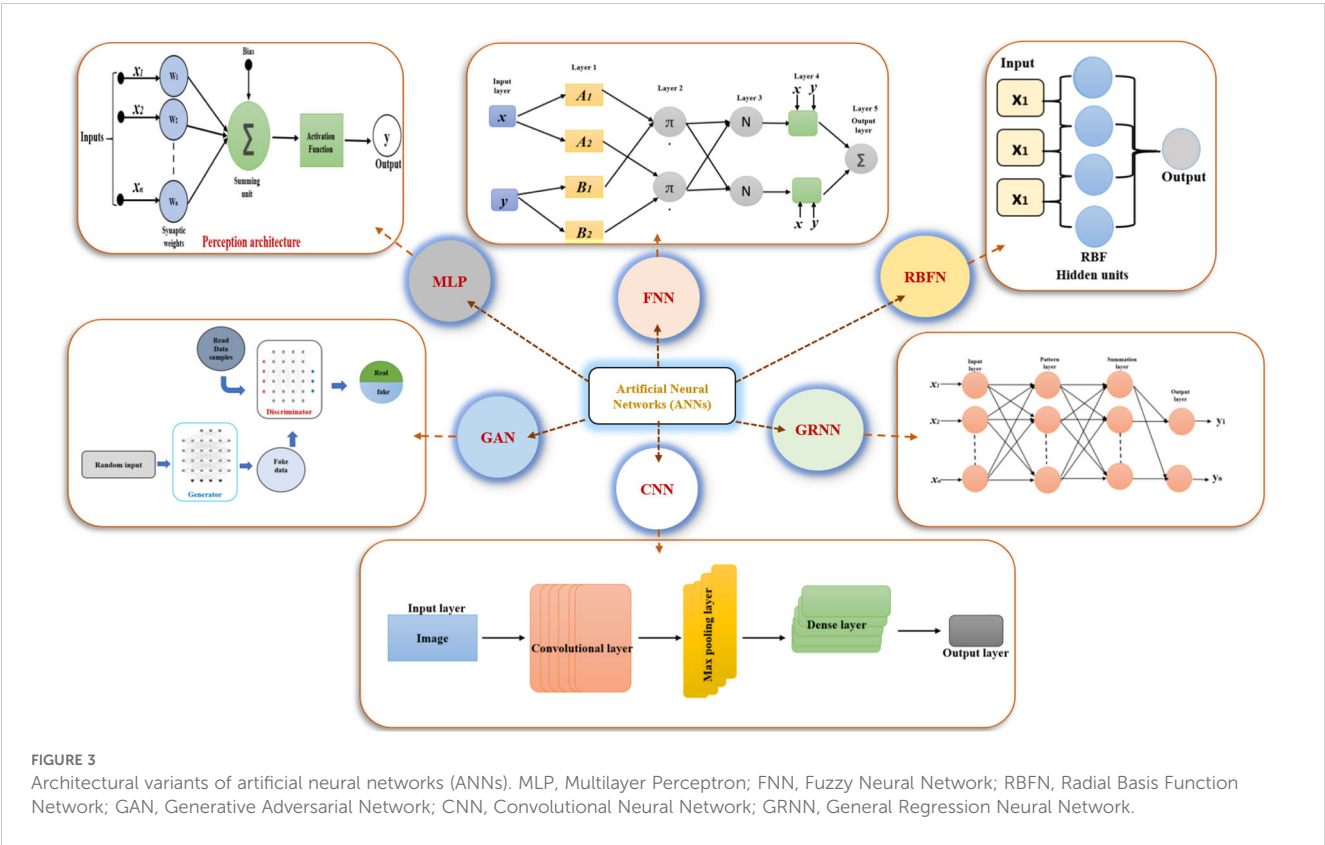 Bias
Inputs
x1
x2
xn
W1
W2
Wn
Σ
Summing
unit
Activation
Function
y
Output
Synaptic
weights
Perception architecture
Input
layer
Layer 1
Layer 2
Layer 3
Layer 4
Layer 5
Output
layer
x
y
A1
A2
B1
B2
π
π
N
N
x y
x y
Σ
Input
X1
X1
X1
RBF
Hidden units
Output
MLP
FNN
RBFN
Artificial Neural
Networks (ANNs)
GAN
CNN
GRNN
Read
Data
samples
Discriminator
Real
fake
Random input
Generator
Fake
data
Input
layer
Pattern
layer
Summation
layer
Output
layer
x1
x2
xn
y1
yn
Input layer
Image
Convolutional layer
Max pooling layer
Dense layer
Output layer
FIGURE 3
Architectural variants of artificial neural networks (ANNs). MLP, Multilayer Perceptron; FNN, Fuzzy Neural Network; RBFN, Radial Basis Function
Network; GAN, Generative Adversarial Network; CNN, Convolutional Neural Network; GRNN, General Regression Neural Network.